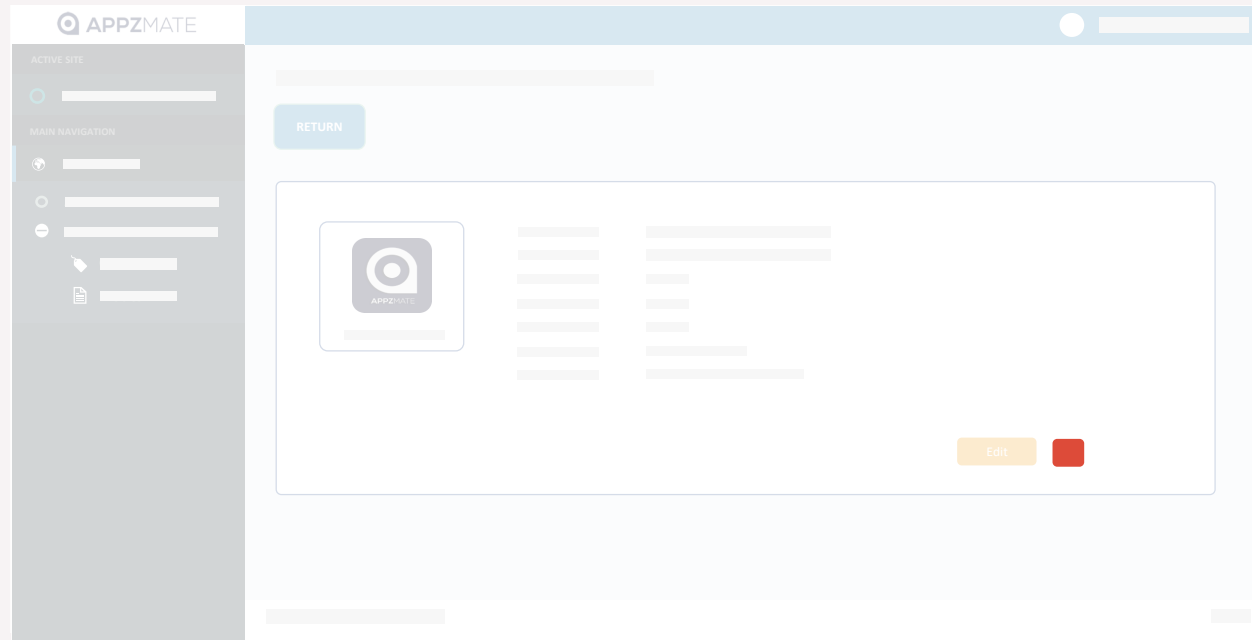 APPZMATE
ACTIVE SITE
MAIN NAVIGATION
RETURN
APPZMATE
Edit